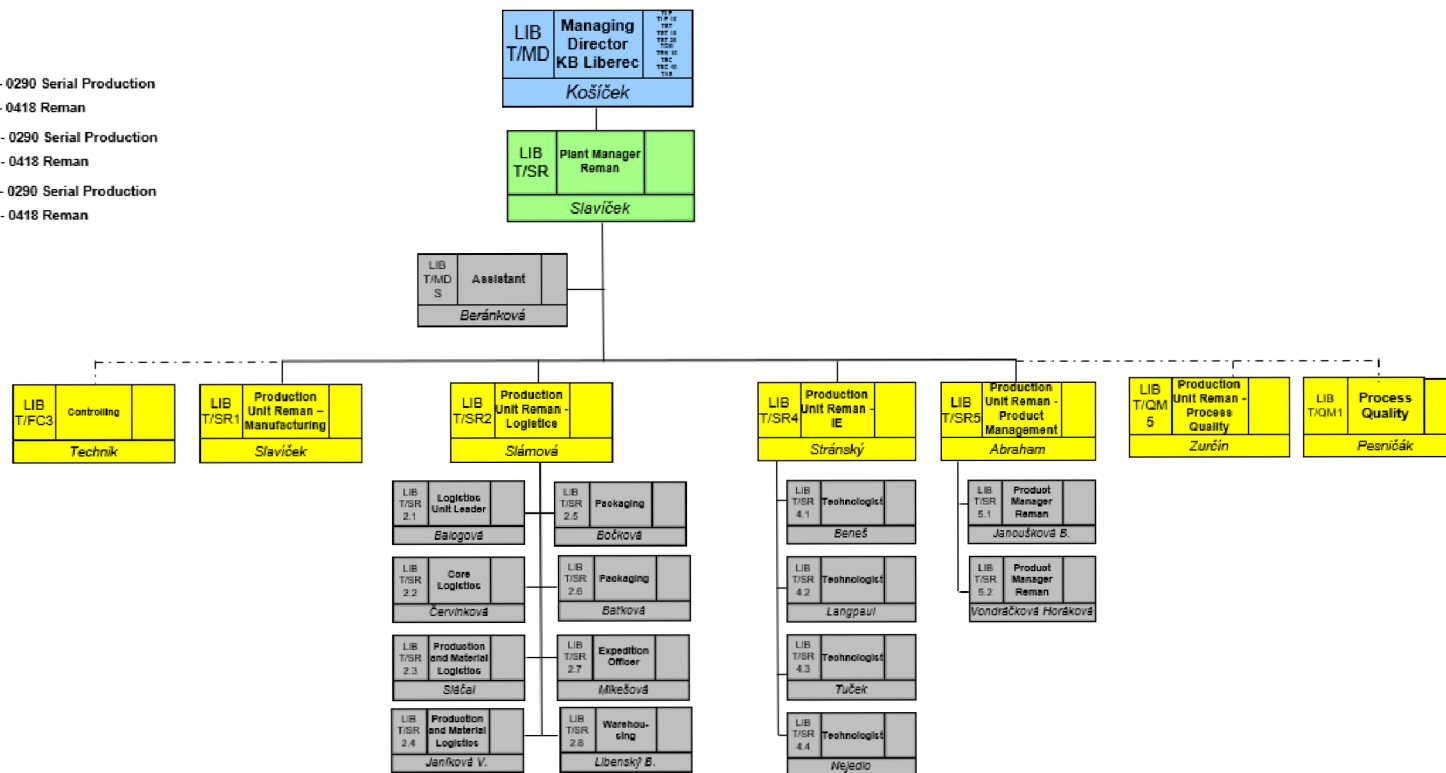 - 0290 Serial Production
- 0418 Reman
- 0290 Serial Production
- 0418 Reman
- 0290 Serial Production
- 0418 Reman
LIB
T/MD
Managing
Director
KB Liberec
Košíček
LIB
T/SR
Plant Manager
Reman
Slavíček
LIB
T/MD
S
Assistant
Beránková
LIB
T/FC3
Controlling
Technik
LIB
T/SR1
Production
Unit Reman –
Manufacturing
Slavíček
LIB
T/SR2
Production
Unit Reman -
Logistics
Slámová
LIB
T/SR4
Production
Unit Reman -
IE
Stránský
LIB
T/SR5
Production
Unit Reman -
Product
Management
Abraham
LIB
T/QM
5
Production
Unit Reman -
Process
Quality
Zurčín
LIB
T/QM1
Process
Quality
Pesničák
LIB
T/SR
2.1
Logistics
Unit Leader
Balogová
LIB
T/SR
2.5
Packaging
Bočková
LIB
T/SR
2.2
Core
Logistics
Červinková
LIB
T/SR
2.6
Packaging
Baťková
LIB
T/SR
2.3
Production
and Material
Logistics
Sláčal
LIB
T/SR
2.7
Expedition
Officer
Mikešová
LIB
T/SR
2.4
Production
and Material
Logistics
Janíková V.
LIB
T/SR
2.8
Warehou-
sing
Libenský B.
LIB
T/SR
4.1
Technologist
Beneš
LIB
T/SR
4.2
Technologist
Langpaul
LIB
T/SR
4.3
Technologist
Tuček
LIB
T/SR
4.4
Technologist
Nejedlo
LIB
T/SR
5.1
Product
Manager
Reman
Janoušková B.
LIB
T/SR
5.2
Product
Manager
Reman
Vondráčková Horáková